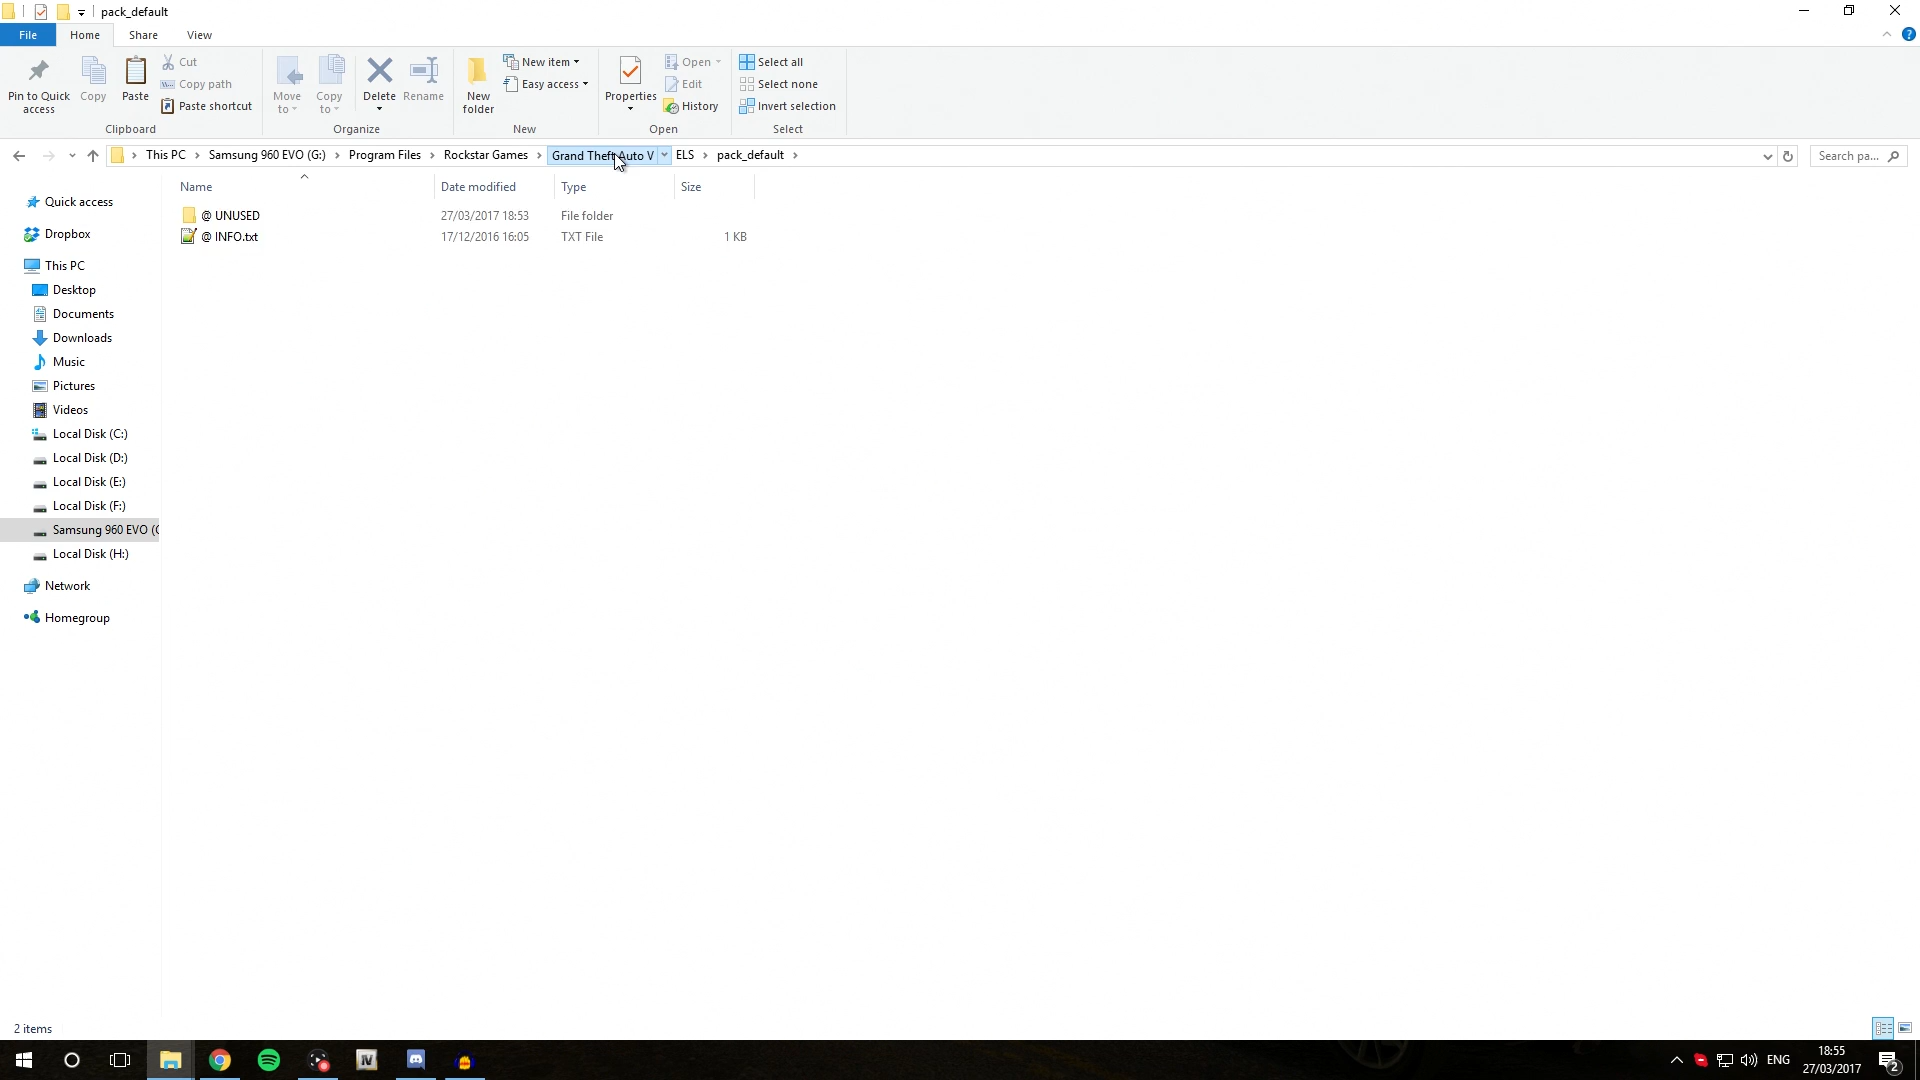 pack_default
File Home Share View
Pin to Quick access
Copy
Paste
Cut
Copy path
Paste shortcut
Clipboard
Move to
Copy to
Delete
Rename
Organize
New folder
New item
Easy access
New
Properties
Open
Edit
History
Open
Select all
Select none
Invert selection
Select
This PC Samsung 960 EVO (G:) Program Files Rockstar Games Grand Theft Auto V ELS pack_default
Search pa...
Name Date modified Type Size
@ UNUSED 27/03/2017 18:53 File folder
@ INFO.txt 17/12/2016 16:05 TXT File 1 KB
Quick access
Dropbox
This PC
Desktop
Documents
Downloads
Music
Pictures
Videos
Local Disk (C:)
Local Disk (D:)
Local Disk (E:)
Local Disk (F:)
Samsung 960 EVO (G
Local Disk (H:)
Network
Homegroup
2 items
IV
ENG
18:55
27/03/2017
2